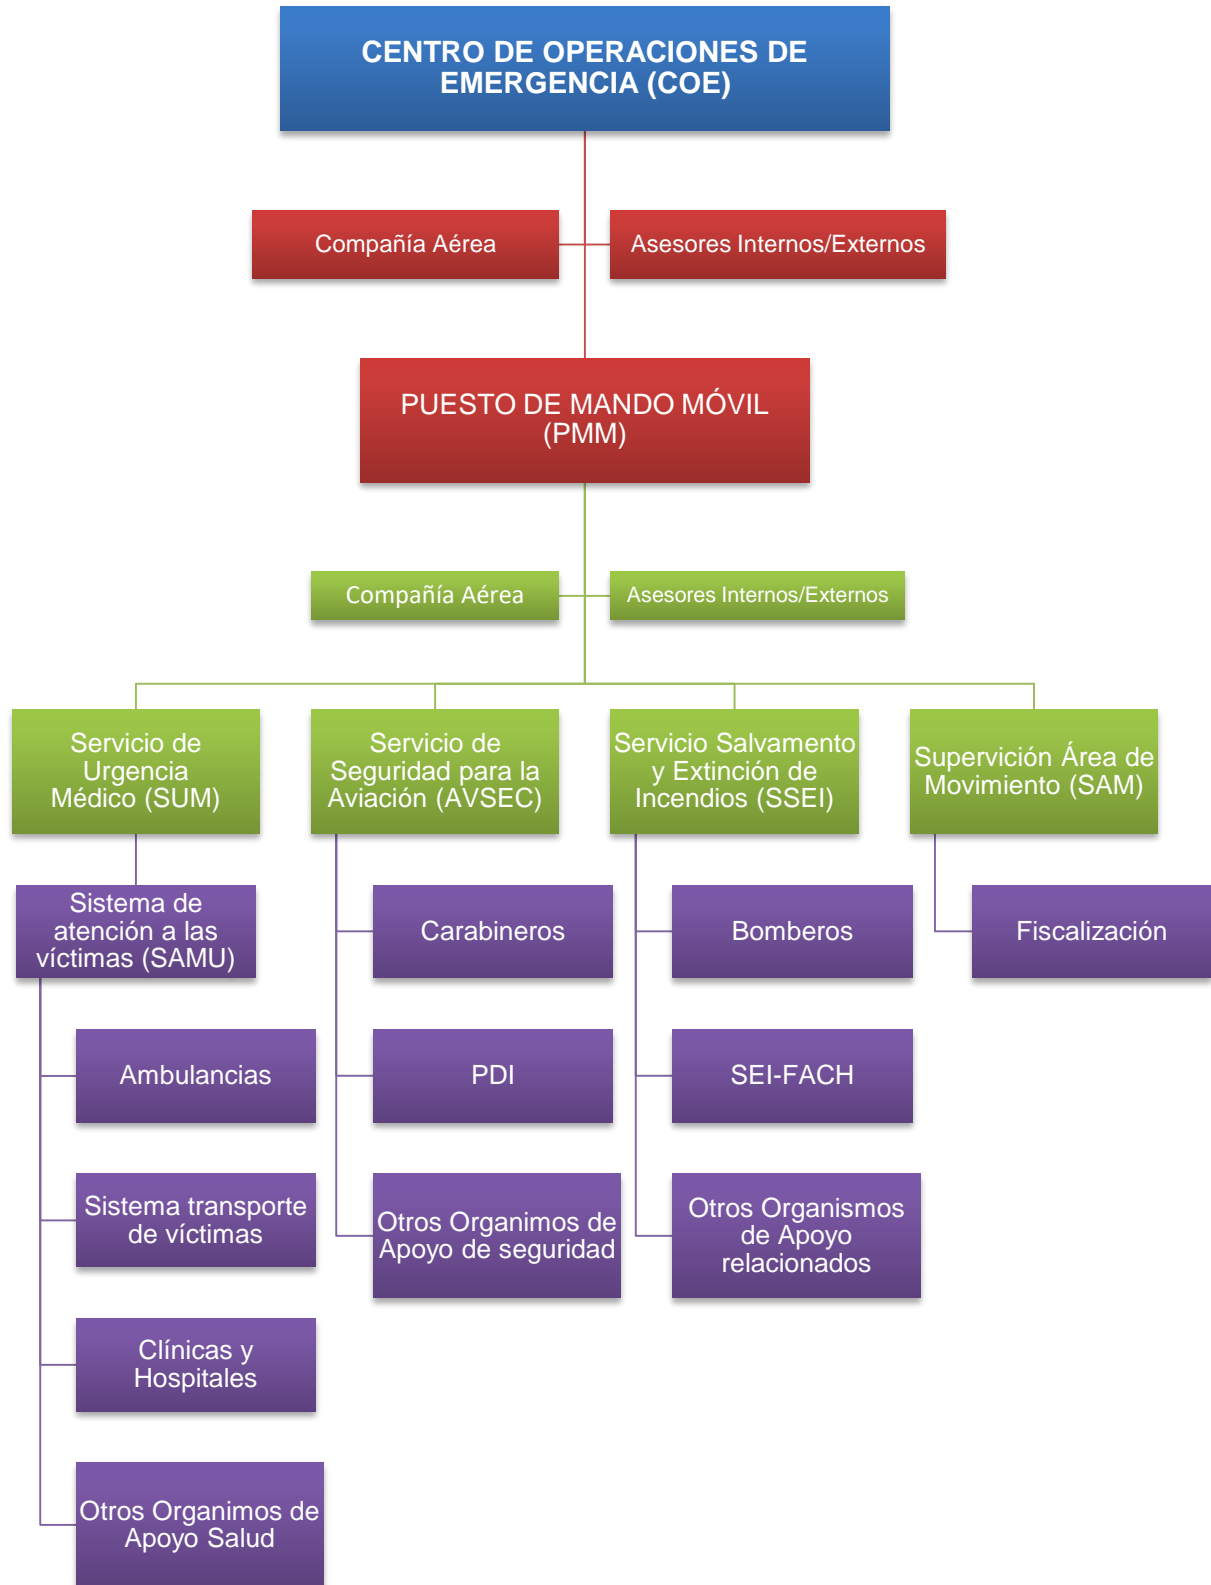 CENTRO DE OPERACIONES DE
EMERGENCIA (COE)
Compañía Aérea
Asesores Internos/Externos
PUESTO DE MANDO MÓVIL
(PMM)
Compañía Aérea
Asesores Internos/Externos
Servicio de
Urgencia
Médico (SUM)
Servicio de
Seguridad para la
Aviación (AVSEC)
Servicio Salvamento
y Extinción de
Incendios (SSEI)
Supervición Área de
Movimiento (SAM)
Sistema de
atención a las
víctimas (SAMU)
Carabineros
Bomberos
Fiscalización
Ambulancias
PDI
SEI-FACH
Sistema transporte
de víctimas
Otros Organimos de
Apoyo de seguridad
Otros Organismos
de Apoyo
relacionados
Clínicas y
Hospitales
Otros Organimos de
Apoyo Salud